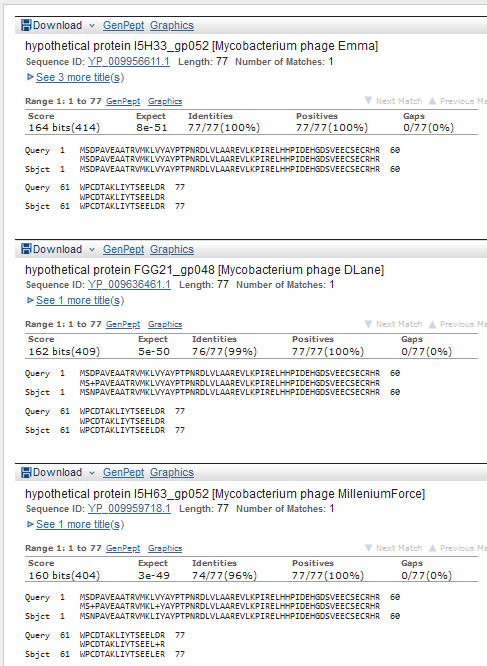 Download GenPept Graphics
hypothetical protein I5H33_gp052 [Mycobacterium phage Emma]
Sequence ID: YP_009956611.1 Length: 77 Number of Matches: 1
See 3 more title(s)
Range 1: 1 to 77 GenPept Graphics Next Match Previous Ma
Score Expect Identities Positives Gaps
164 bits(414) 8e-51 77/77(100%) 77/77(100%) 0/77(0%)
Query 1 MSDPAVEAATRVMKLVYAYPTPNRDLVLAAREVLKPIRELHHPIDEHGDSVEECSECRHR 60
MSDPAVEAATRVMKLVYAYPTPNRDLVLAAREVLKPIRELHHPIDEHGDSVEECSECRHR
Sbjct 1 MSDPAVEAATRVMKLVYAYPTPNRDLVLAAREVLKPIRELHHPIDEHGDSVEECSECRHR 60
Query 61 WPCDTAKLIYTSEELDR 77
WPCDTAKLIYTSEELDR
Sbjct 61 WPCDTAKLIYTSEELDR 77
Download GenPept Graphics
hypothetical protein FGG21_gp048 [Mycobacterium phage DLane]
Sequence ID: YP_009636461.1 Length: 77 Number of Matches: 1
See 1 more title(s)
Range 1: 1 to 77 GenPept Graphics Next Match Previous Ma
Score Expect Identities Positives Gaps
162 bits(409) 5e-50 76/77(99%) 77/77(100%) 0/77(0%)
Query 1 MSDPAVEAATRVMKLVYAYPTPNRDLVLAAREVLKPIRELHHPIDEHGDSVEECSECRHR 60
MS+PAVEAATRVMKLVYAYPTPNRDLVLAAREVLKPIRELHHPIDEHGDSVEECSECRHR
Sbjct 1 MSNPAVEAATRVMKLVYAYPTPNRDLVLAAREVLKPIRELHHPIDEHGDSVEECSECRHR 60
Query 61 WPCDTAKLIYTSEELDR 77
WPCDTAKLIYTSEELDR
Sbjct 61 WPCDTAKLIYTSEELDR 77
Download GenPept Graphics
hypothetical protein I5H63_gp052 [Mycobacterium phage MilleniumForce]
Sequence ID: YP_009959718.1 Length: 77 Number of Matches: 1
See 1 more title(s)
Range 1: 1 to 77 GenPept Graphics Next Match Previous Ma
Score Expect Identities Positives Gaps
160 bits(404) 3e-49 74/77(96%) 77/77(100%) 0/77(0%)
Query 1 MSDPAVEAATRVMKLVYAYPTPNRDLVLAAREVLKPIRELHHPIDEHGDSVEECSECRHR 60
MS+PAVEAATRVMKL+YAYPTPNRDLVLAAREVLKPIRELHHPIDEHGDSVEECSECRHR
Sbjct 1 MSNPAVEAATRVMKLIYAYPTPNRDLVLAAREVLKPIRELHHPIDEHGDSVEECSECRHR 60
Query 61 WPCDTAKLIYTSEELDR 77
WPCDTAKLIYTSEEL+R
Sbjct 61 WPCDTAKLIYTSEELER 77